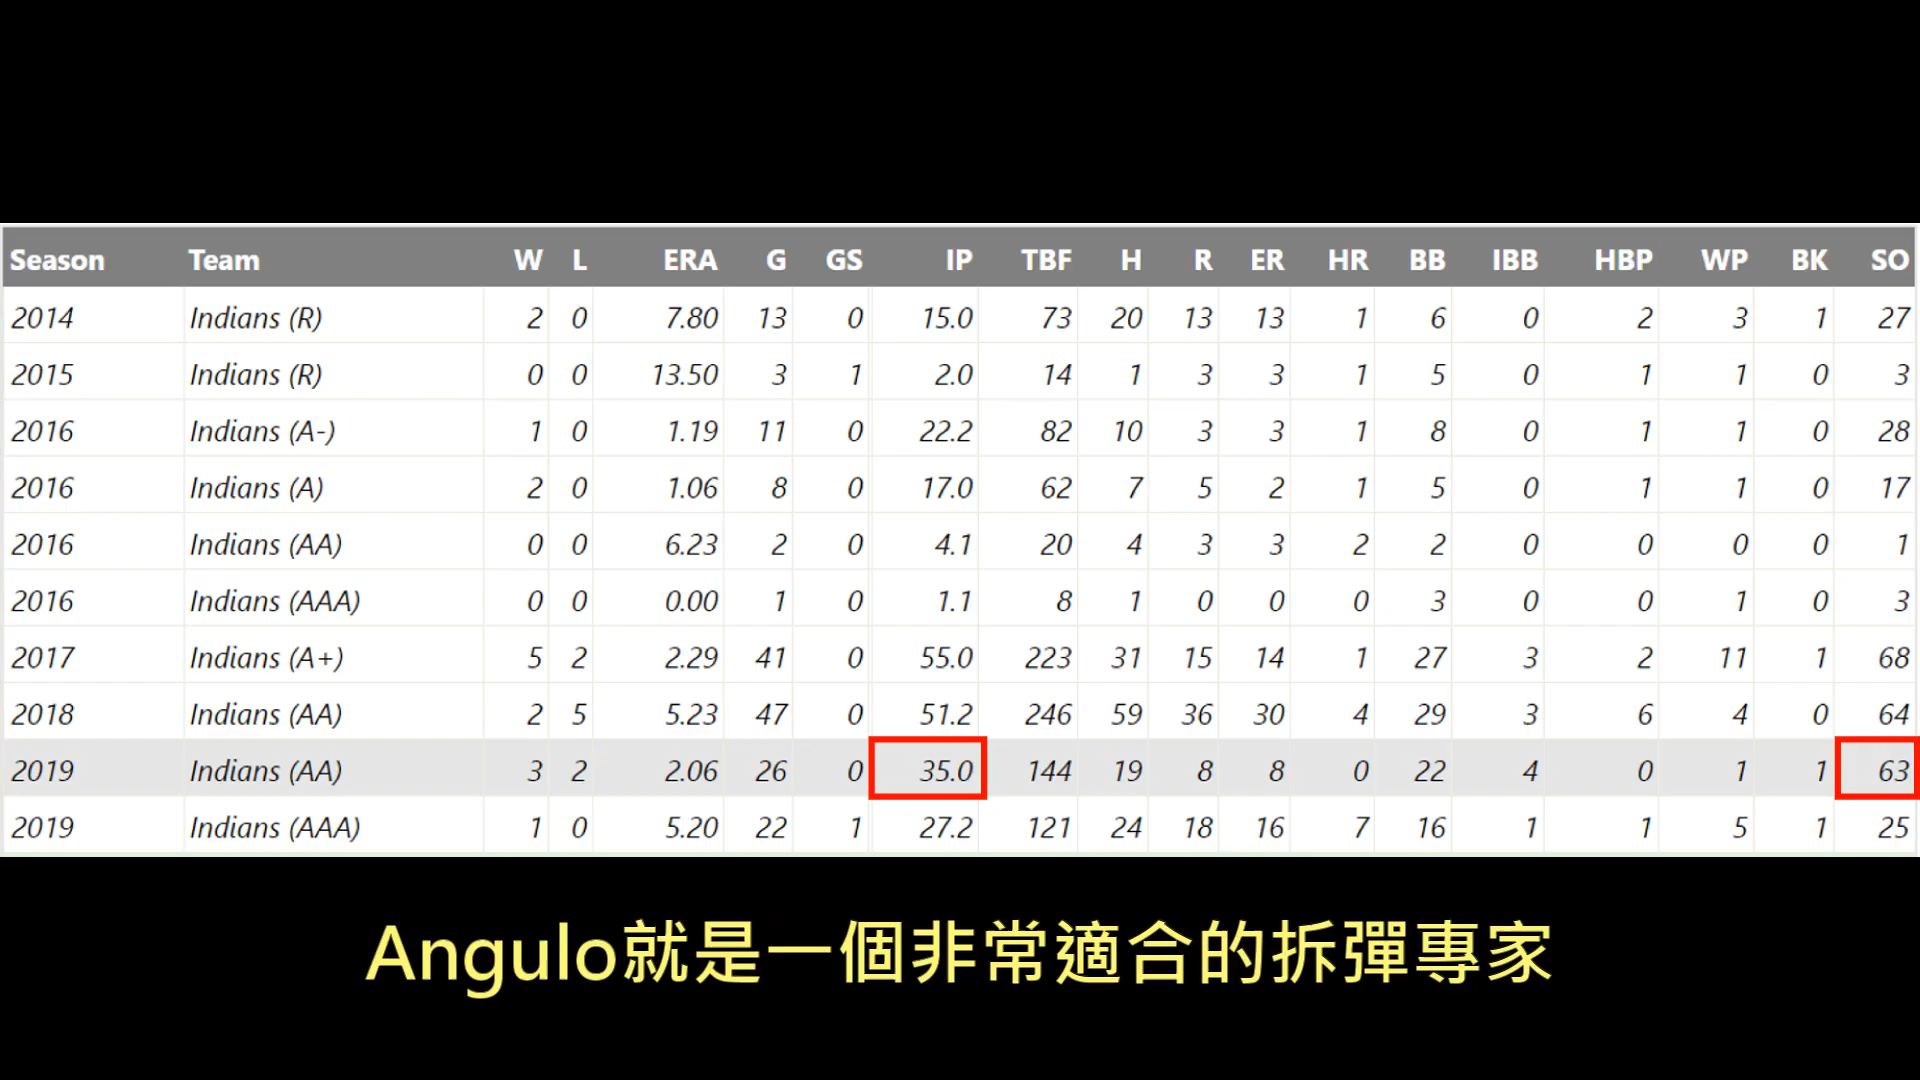 Season Team W L ERA G GS IP TBF H R ER HR BB IBB HBP WP BK SO
2014 Indians (R) 2 0 7.80 13 0 15.0 73 20 13 13 1 6 0 2 3 1 27
2015 Indians (R) 0 0 13.50 3 1 2.0 14 1 3 3 1 5 0 1 1 0 3
2016 Indians (A-) 1 0 1.19 11 0 22.2 82 10 3 3 1 8 0 1 1 0 28
2016 Indians (A) 2 0 1.06 8 0 17.0 62 7 5 2 1 5 0 1 1 0 17
2016 Indians (AA) 0 0 6.23 2 0 4.1 20 4 3 3 2 2 0 0 0 0 1
2016 Indians (AAA) 0 0 0.00 1 0 1.1 8 1 0 0 0 3 0 0 1 0 3
2017 Indians (A+) 5 2 2.29 41 0 55.0 223 31 15 14 1 27 3 2 11 1 68
2018 Indians (AA) 2 5 5.23 47 0 51.2 246 59 36 30 4 29 3 6 4 0 64
2019 Indians (AA) 3 2 2.06 26 0 35.0 144 19 8 8 0 22 4 0 1 1 63
2019 Indians (AAA) 1 0 5.20 22 1 27.2 121 24 18 16 7 16 1 1 5 1 25
Angulo就是一個非常適合的拆彈專家